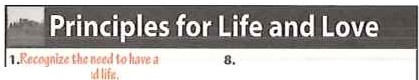 Principles for Life and Love
1.Recognize the need to have a
8.
d life.